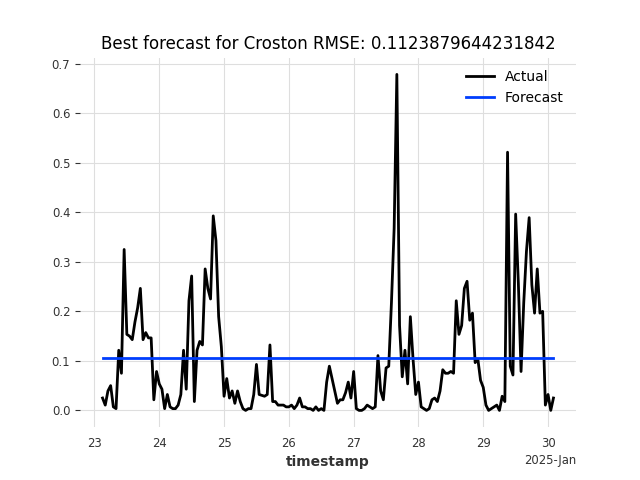 Best forecast for Croston RMSE: 0.1123879644231842
Actual
Forecast
0.7
0.6
0.5
0.4
0.3
0.2
0.1
0.0
23 24 25 26 27 28 29 30
timestamp
2025-Jan